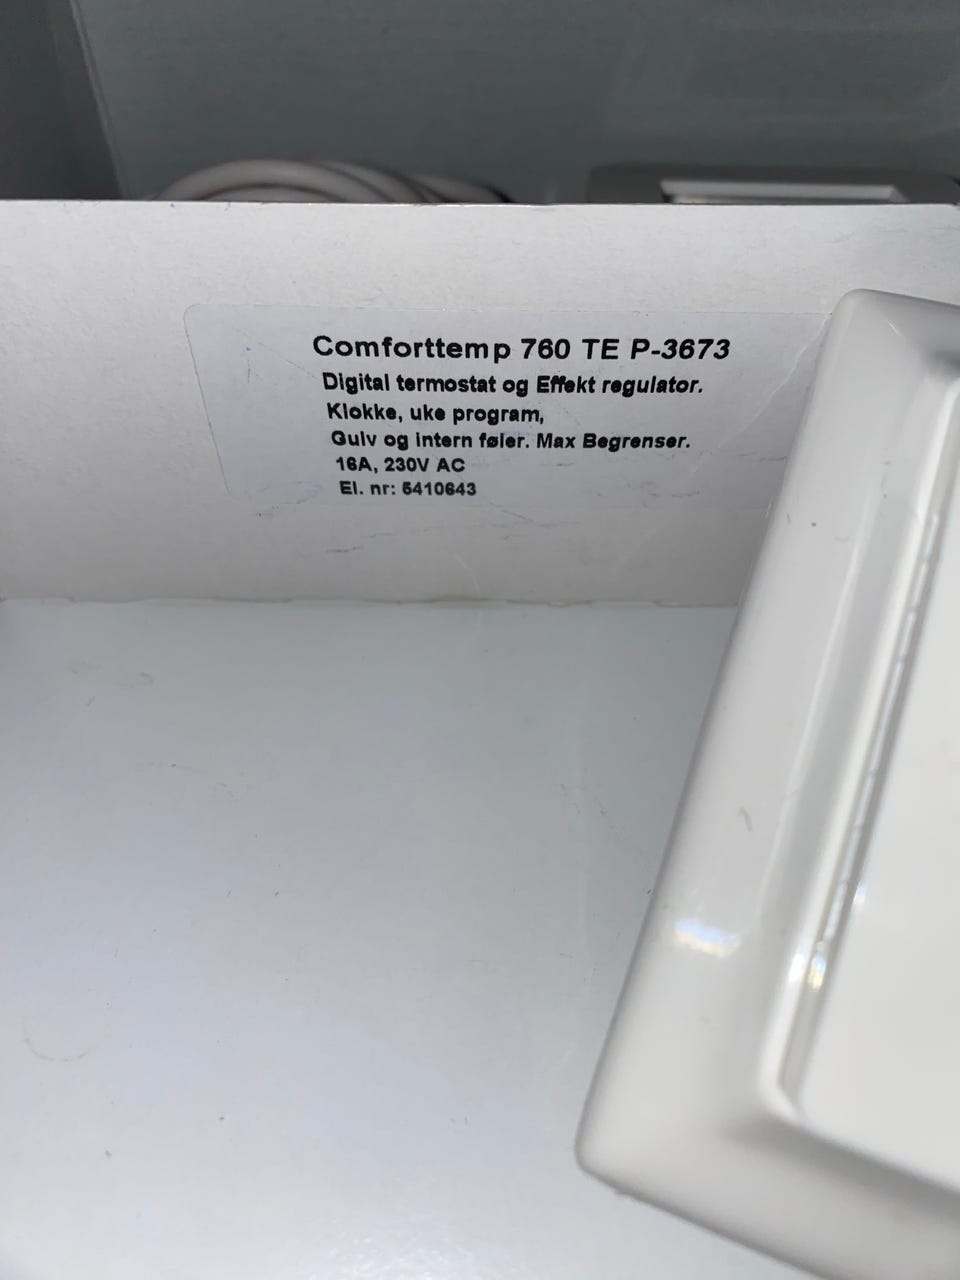 Comforttemp 760 TE P-3673
Digital termostat og Effekt regulator.
Klokke, uke program,
Gulv og intern føler. Max Begrenser.
16A, 230V AC
El. nr: 5410643